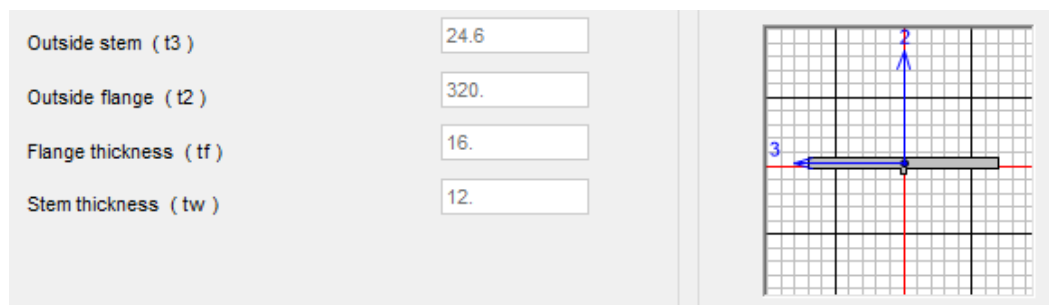 Outside stem ( t3 ) 24.6
Outside flange ( t2 ) 320.
Flange thickness ( tf ) 16.
Stem thickness ( tw ) 12.
2
3